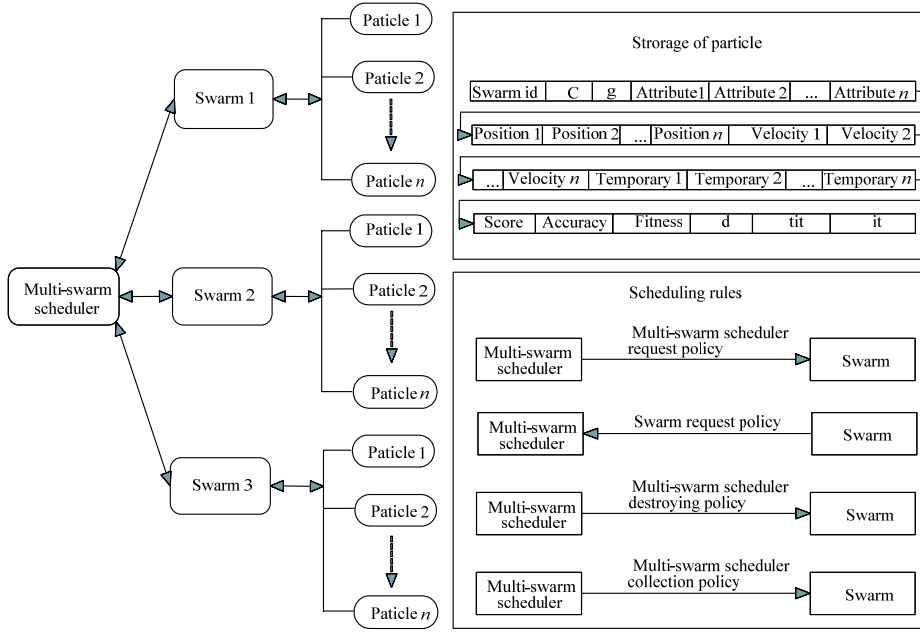 Paticle 1
Paticle 2
Swarm 1
Paticle n
Paticle 1
Multi-swarm
scheduler
Swarm 2
Paticle 2
Paticle n
Paticle 1
Swarm 3
Paticle 2
Paticle n
Strorage of particle
Swarm id C g Attribute1 Attribute 2 ... Attribute n
Position 1 Position 2 ... Position n Velocity 1 Velocity 2
... Velocity n Temporary 1 Temporary 2 ... Temporary n
Score Accuracy Fitness d tit it
Scheduling rules
Multi-swarm
scheduler
Multi-swarm scheduler
request policy
Swarm
Multi-swarm
scheduler
Swarm request policy
Swarm
Multi-swarm
scheduler
Multi-swarm scheduler
destroying policy
Swarm
Multi-swarm
scheduler
Multi-swarm scheduler
collection policy
Swarm